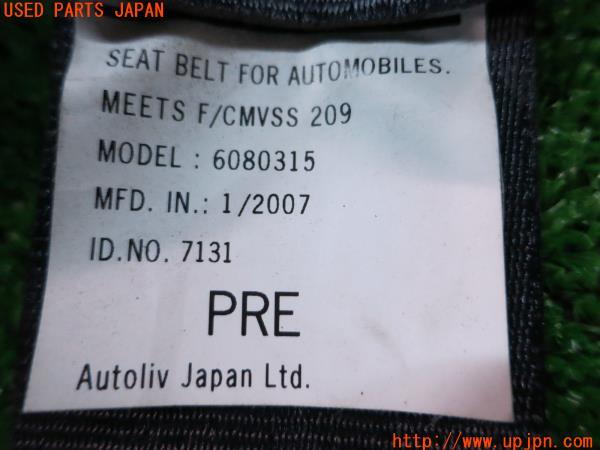 USED PARTS JAPAN
SEAT BELT FOR AUTOMOBILES.
MEETS F/CMVSS 209
MODEL : 6080315
MFD. IN.: 1/2007
ID.NO. 7131
PRE
Autoliv Japan Ltd.
http://www.upjpn.com/